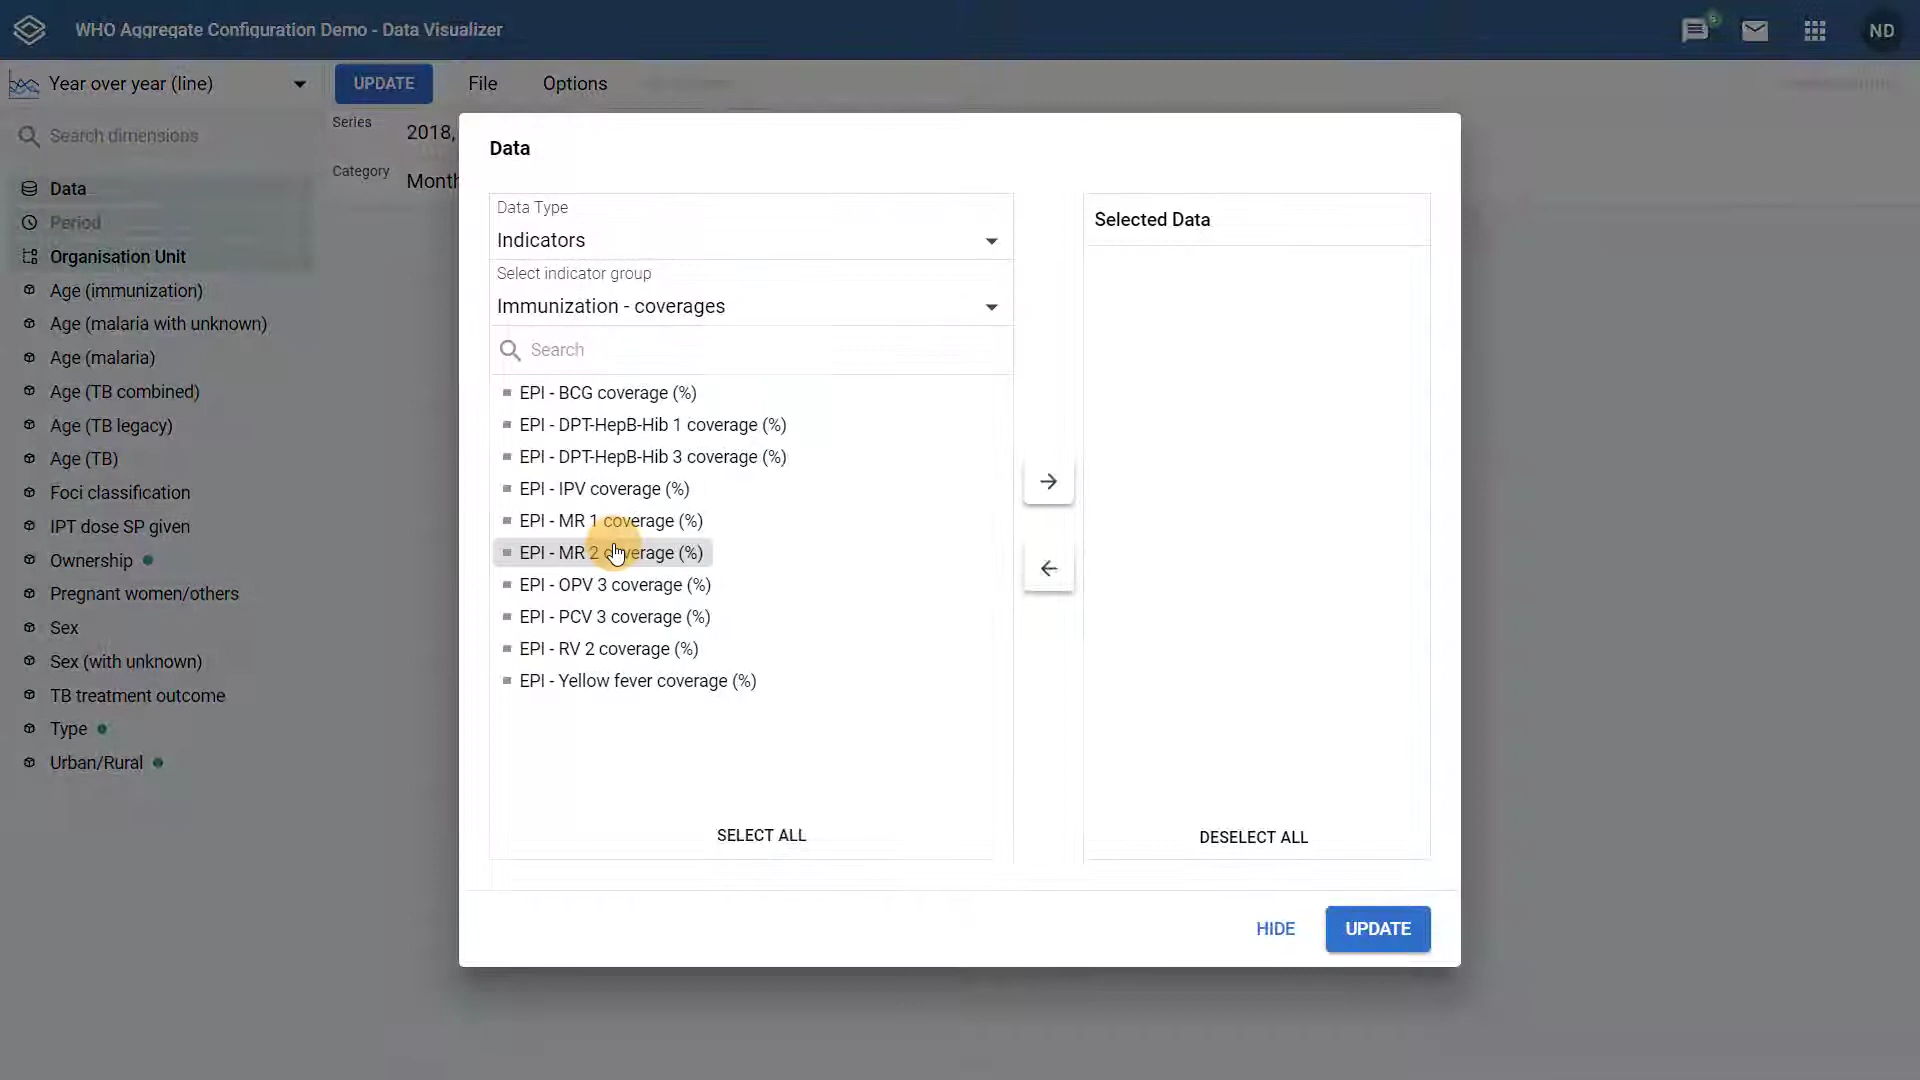 WHO Aggregate Configuration Demo - Data Visualizer
5
ND
Year over year (line)
UPDATE
File
Options
Search dimensions
Series
2018,
Category
Month
Data
Period
Organisation Unit
Age (immunization)
Age (malaria with unknown)
Age (malaria)
Age (TB combined)
Age (TB legacy)
Age (TB)
Foci classification
IPT dose SP given
Ownership
Pregnant women/others
Sex
Sex (with unknown)
TB treatment outcome
Type
Urban/Rural
Data
Data Type
Indicators
Select indicator group
Immunization - coverages
Search
EPI - BCG coverage (%)
EPI - DPT-HepB-Hib 1 coverage (%)
EPI - DPT-HepB-Hib 3 coverage (%)
EPI - IPV coverage (%)
EPI - MR 1 coverage (%)
EPI - MR 2 coverage (%)
EPI - OPV 3 coverage (%)
EPI - PCV 3 coverage (%)
EPI - RV 2 coverage (%)
EPI - Yellow fever coverage (%)
SELECT ALL
Selected Data
DESELECT ALL
HIDE
UPDATE